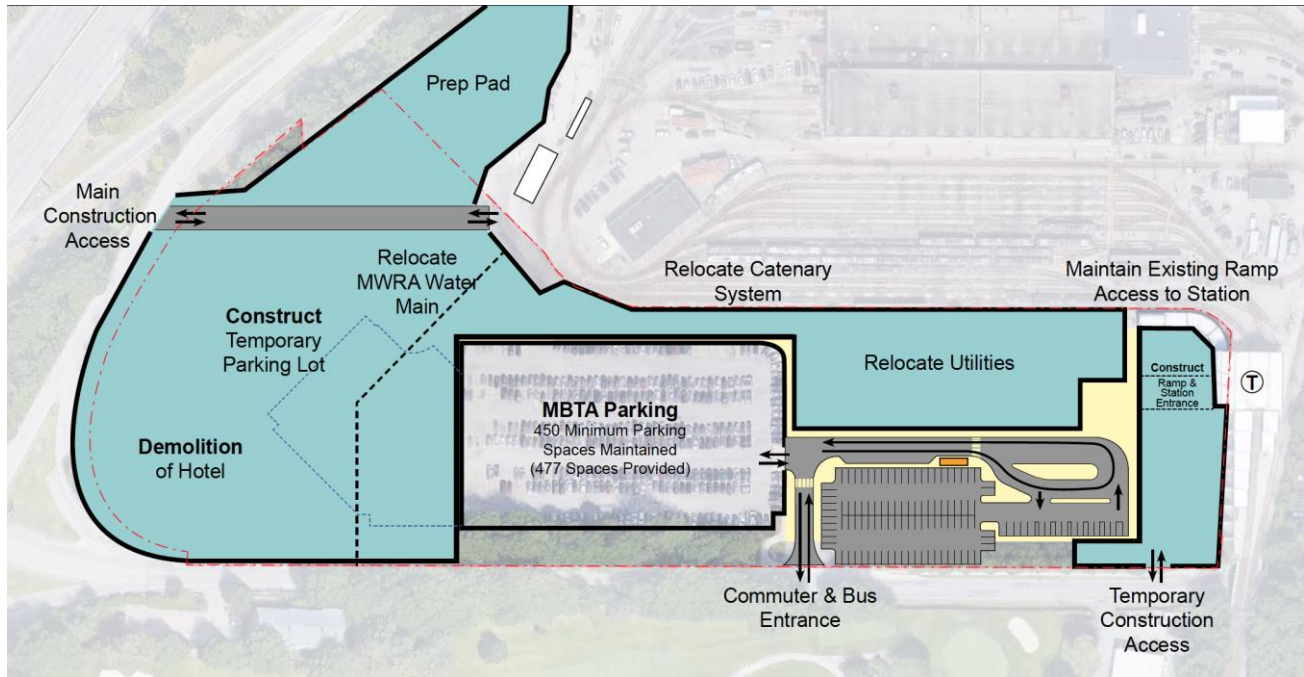 Prep Pad
Main
Construction
Access
Relocate
MWRA Water
Main
Relocate Catenary
System
Maintain Existing Ramp
Access to Station
Construct
Temporary
Parking Lot
Relocate Utilities
Construct
Ramp &
Station
Entrance
T
MBTA Parking
450 Minimum Parking
Spaces Maintained
(477 Spaces Provided)
Demolition
of Hotel
Commuter & Bus
Entrance
Temporary
Construction
Access